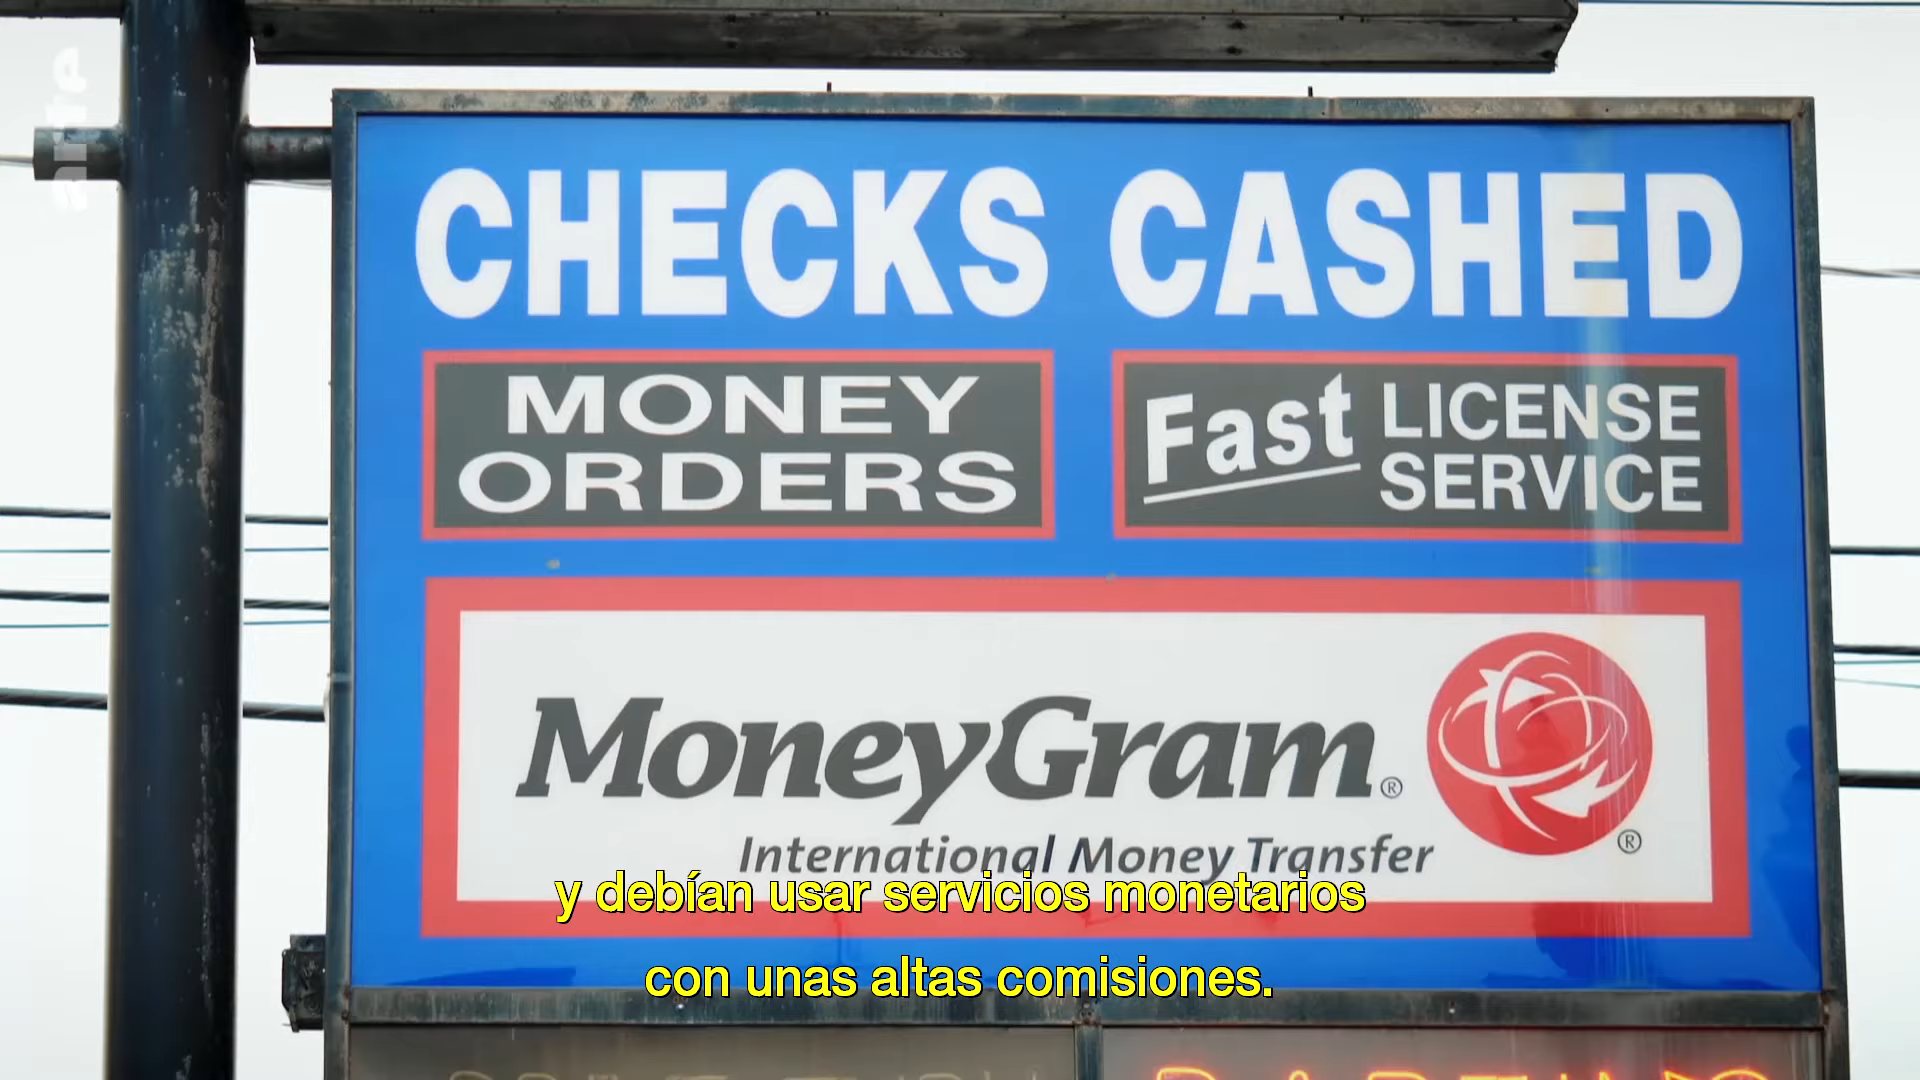 arte
CHECKS CASHED
MONEY
ORDERS
Fast LICENSE
SERVICE
MoneyGram®
®
International Money Transfer
y debían usar servicios monetarios
con unas altas comisiones.